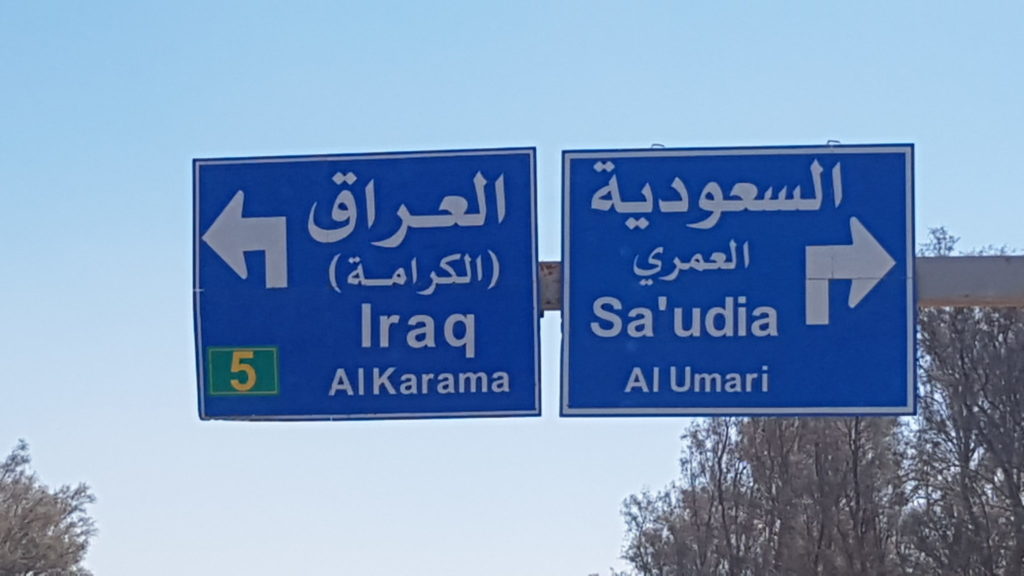 العراق
(الكرامة)
Iraq
5
Al Karama
السعودية
العمري
Sa'udia
Al Umari